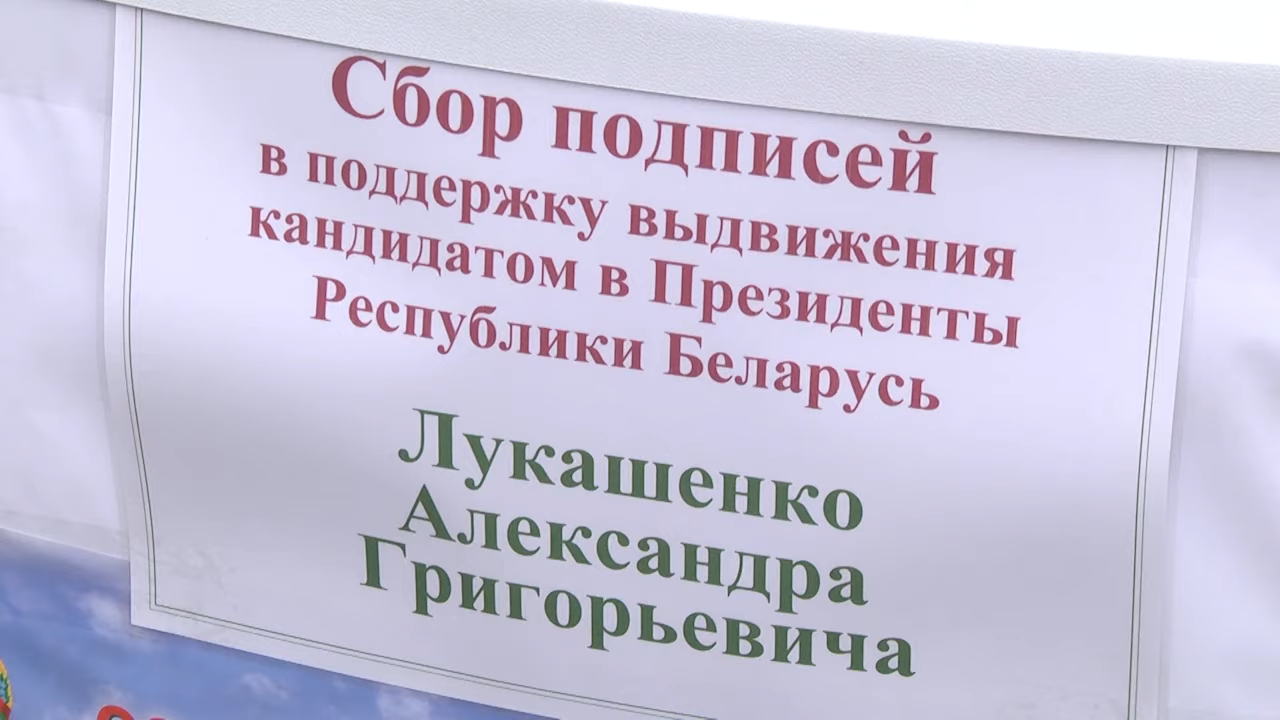 Сбор подписей
в поддержку выдвижения
кандидатом в Президенты
Республики Беларусь
Лукашенко
Александра
Григорьевича